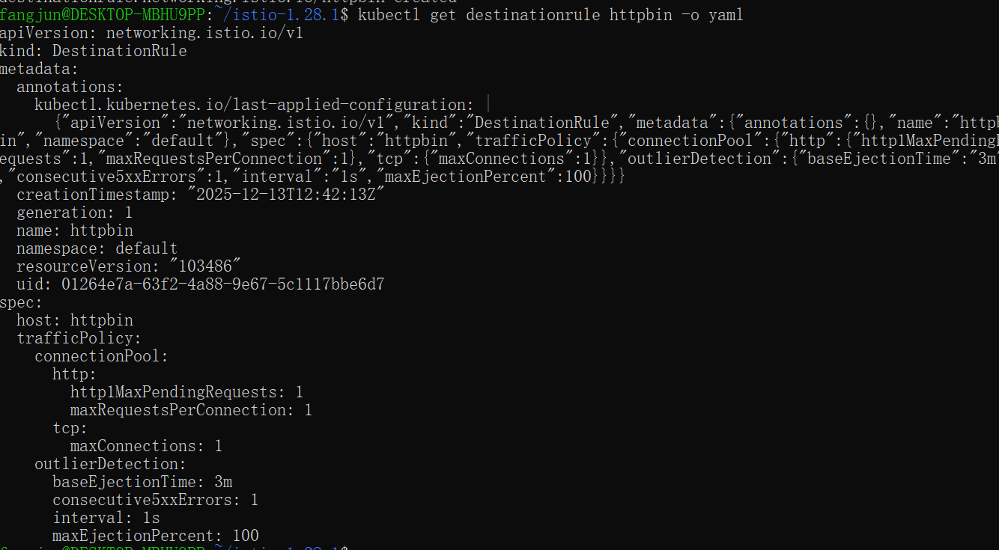 destinationrule.networking.istio.io/httpbin created
fangjun@DESKTOP-MBHU9PP:~/istio-1.28.1$ kubectl get destinationrule httpbin -o yaml
apiVersion: networking.istio.io/v1
kind: DestinationRule
metadata:
  annotations:
    kubectl.kubernetes.io/last-applied-configuration: |
      {"apiVersion":"networking.istio.io/v1","kind":"DestinationRule","metadata":{"annotations":{},"name":"httpb
in","namespace":"default"},"spec":{"host":"httpbin","trafficPolicy":{"connectionPool":{"http":{"http1MaxPendingR
equests":1,"maxRequestsPerConnection":1},"tcp":{"maxConnections":1}},"outlierDetection":{"baseEjectionTime":"3m"
,"consecutive5xxErrors":1,"interval":"1s","maxEjectionPercent":100}}}}
  creationTimestamp: "2025-12-13T12:42:13Z"
  generation: 1
  name: httpbin
  namespace: default
  resourceVersion: "103486"
  uid: 01264e7a-63f2-4a88-9e67-5c1117bbe6d7
spec:
  host: httpbin
  trafficPolicy:
    connectionPool:
      http:
        http1MaxPendingRequests: 1
        maxRequestsPerConnection: 1
      tcp:
        maxConnections: 1
    outlierDetection:
      baseEjectionTime: 3m
      consecutive5xxErrors: 1
      interval: 1s
      maxEjectionPercent: 100
fangjun@DESKTOP-MBHU9PP:~/istio-1.28.1$